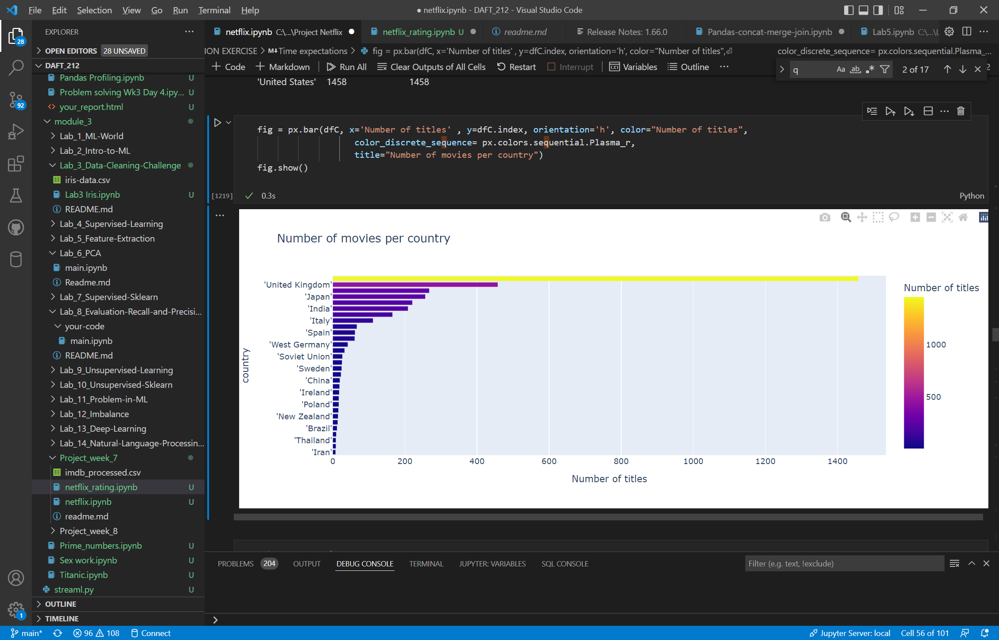 File Edit Selection View Go Run Terminal Help
● netflix.ipynb - DAFT_212 - Visual Studio Code
EXPLORER
OPEN EDITORS 28 UNSAVED
DAFT_212
Pandas Profiling.ipynb U
Problem solving Wk3 Day 4.ipy... U
your_report.html U
module_3
Lab_1_ML-World
Lab_2_Intro-to-ML
Lab_3_Data-Cleaning-Challenge
iris-data.csv
Lab3 Iris.ipynb U
README.md
Lab_4_Supervised-Learning
Lab_5_Feature-Extraction
Lab_6_PCA
main.ipynb
Readme.md
Lab_7_Supervised-Sklearn
Lab_8_Evaluation-Recall-and-Precisi...
your-code
main.ipynb
README.md
Lab_9_Unsupervised-Learning
Lab_10_Unsupervised-Sklearn
Lab_11_Problem-in-ML
Lab_12_Imbalance
Lab_13_Deep-Learning
Lab_14_Natural-Language-Processin...
Project_week_7
imdb_processed.csv
netflix_rating.ipynb U
netflix.ipynb U
readme.md
Project_week_8
Prime_numbers.ipynb U
Sex work.ipynb U
Titanic.ipynb U
streaml.py U
OUTLINE
TIMELINE
28
92
1
netflix.ipynb C:\...\Project Netflix
netflix_rating.ipynb U
readme.md
Release Notes: 1.66.0
Pandas-concat-merge-join.ipynb
Lab5.ipynb C:\...\L
ION EXERCISE > M↓Time expectations > fig = px.bar(dfC, x='Number of titles' , y=dfC.index, orientation='h', color="Number of titles",⏎ color_discrete_sequence= px.colors.sequential.Plasma_...
+ Code + Markdown Run All Clear Outputs of All Cells Restart Interrupt Variables Outline ...
q Aa ab 2 of 17
'United States' 1458 1458
fig = px.bar(dfC, x='Number of titles' , y=dfC.index, orientation='h', color="Number of titles",
color_discrete_sequence= px.colors.sequential.Plasma_r,
title="Number of movies per country")
fig.show()
[1219] 0.3s Python
Number of movies per country
'United Kingdom'
'Japan'
'India'
'Italy'
'Spain'
'West Germany'
'Soviet Union'
'Sweden'
'China'
'Ireland'
'Poland'
'New Zealand'
'Brazil'
'Thailand'
'Iran'
country
0 200 400 600 800 1000 1200 1400
Number of titles
Number of titles
1000
500
PROBLEMS 204 OUTPUT DEBUG CONSOLE TERMINAL JUPYTER: VARIABLES SQL CONSOLE
Filter (e.g. text, !exclude)
main* 96 108 Connect
Jupyter Server: local Cell 56 of 101